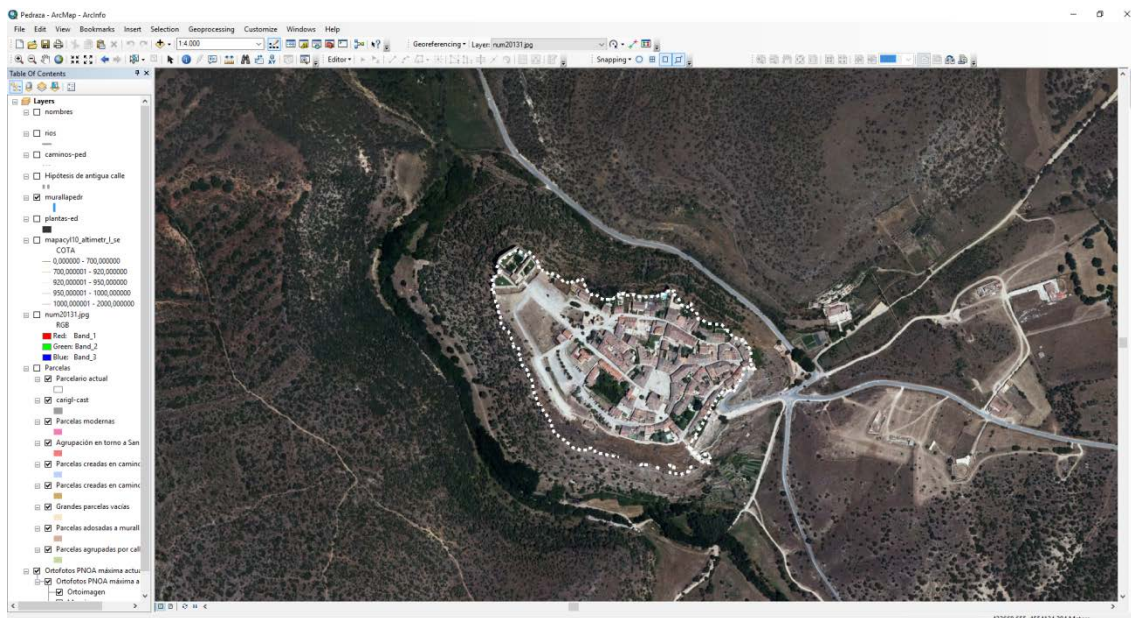 Pedraza - ArcMap - ArcInfo
File Edit View Bookmarks Insert Selection Geoprocessing Customize Windows Help
1:4.000 Georeferencing Layer: num20131.jpg
Editor Snapping
Table Of Contents
Layers
nombres
rios
caminos-ped
Hipótesis de antigua calle
murallapedr
plantas-ed
mapacyl10_altimetr_l_se
COTA
0,000000 - 700,000000
700,000001 - 920,000000
920,000001 - 950,000000
950,000001 - 1000,000000
1000,000001 - 2000,000000
num20131.jpg
RGB
Red: Band_1
Green: Band_2
Blue: Band_3
Parcelas
Parcelario actual
carigl-cast
Parcelas modernas
Agrupación en torno a San
Parcelas creadas en camino
Parcelas creadas en camino
Grandes parcelas vacías
Parcelas adosadas a murall
Parcelas agrupadas por call
Ortofotos PNOA máxima actu
Ortofotos PNOA máxima a
Ortoimagen